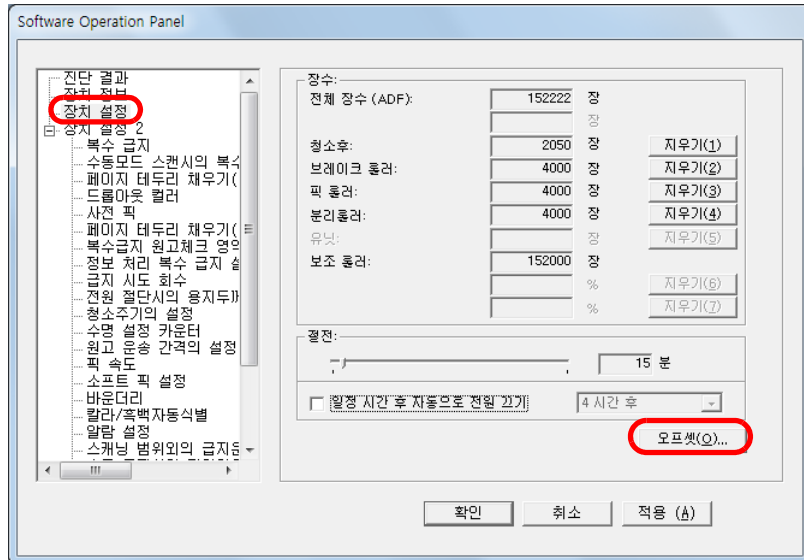 Software Operation Panel
진단 결과
장치 정보
장치 설정
장치 설정 2
복수 급지
수동모드 스캔시의 복수
페이지 테두리 채우기(
드롭아웃 컬러
사전 픽
페이지 테두리 채우기(
복수급지 원고체크 영역
정보 처리 복수 급지 설
급지 시도 회수
전원 절단시의 용지두께
청소주기의 설정
수명 설정 카운터
원고 운송 간격의 설정
픽 속도
소프트 픽 설정
바운더리
칼라/흑백자동식별
알람 설정
스캐닝 범위외의 급지운
장수:
전체 장수 (ADF): 152222 장
장
청소후: 2050 장 지우기(1)
브레이크 롤러: 4000 장 지우기(2)
픽 롤러: 4000 장 지우기(3)
분리롤러: 4000 장 지우기(4)
유닛: 장 지우기(5)
보조 롤러: 152000 장
% 지우기(6)
% 지우기(7)
절전:
15 분
일정 시간 후 자동으로 전원 끄기 4 시간 후
오프셋(O)...
확인 취소 적용 (A)